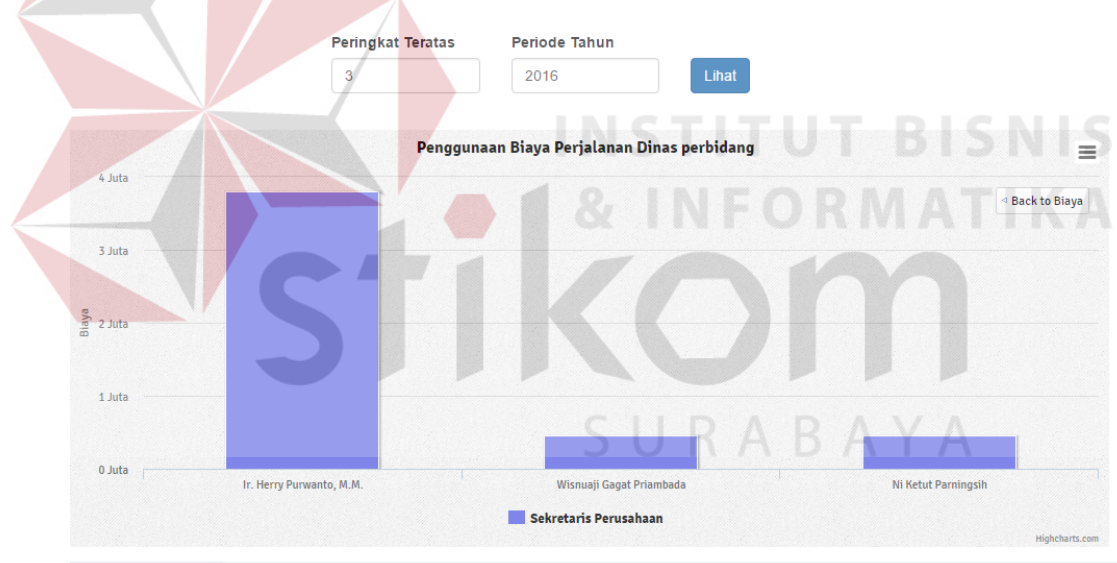 Peringkat Teratas Periode Tahun
3 2016 Lihat
INSTITUT BISNIS
Penggunaan Biaya Perjalanan Dinas perbidang
& INFORMATIKA
◃ Back to Biaya
stikom
SURABAYA
4 Juta
3 Juta
2 Juta
1 Juta
0 Juta
Biaya
Ir. Herry Purwanto, M.M. Wisnuaji Gagat Priambada Ni Ketut Parningsih
Sekretaris Perusahaan
Highcharts.com